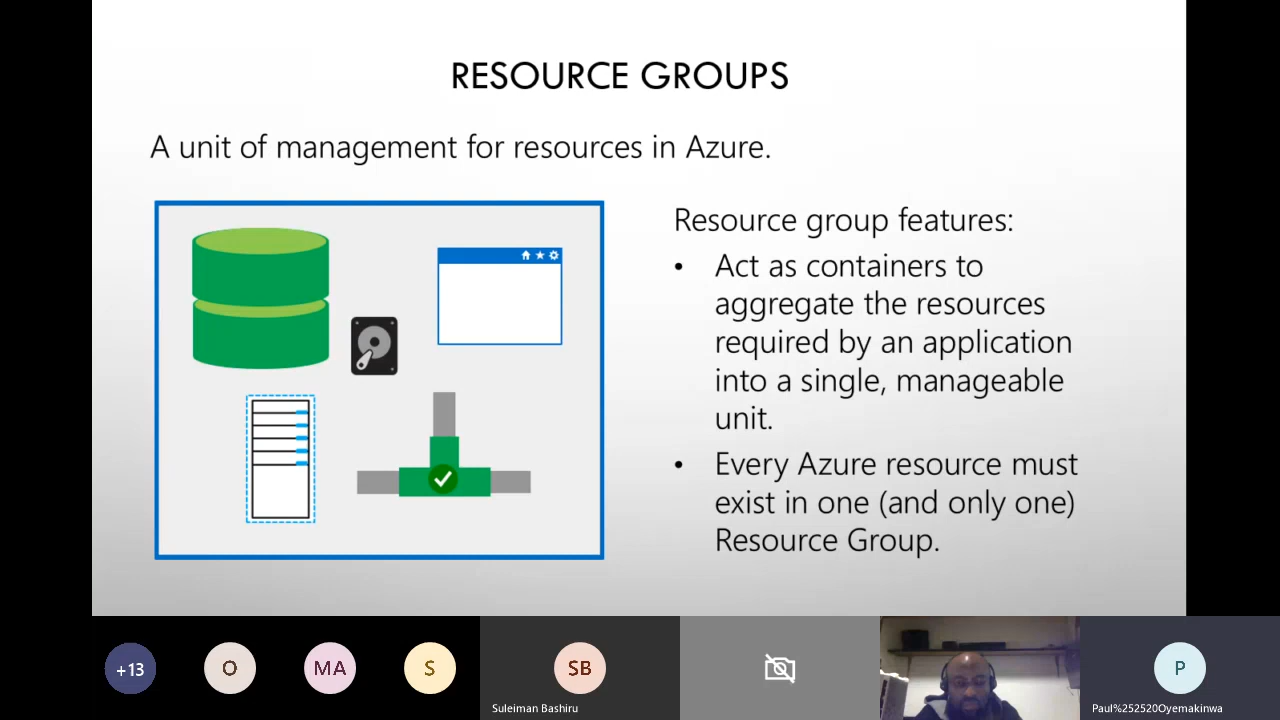 RESOURCE GROUPS
A unit of management for resources in Azure.
Resource group features:
• Act as containers to
aggregate the resources
required by an application
into a single, manageable
unit.
• Every Azure resource must
exist in one (and only one)
Resource Group.
+13
O
MA
S
SB
P
Suleiman Bashiru
Paul%252520Oyemakinwa